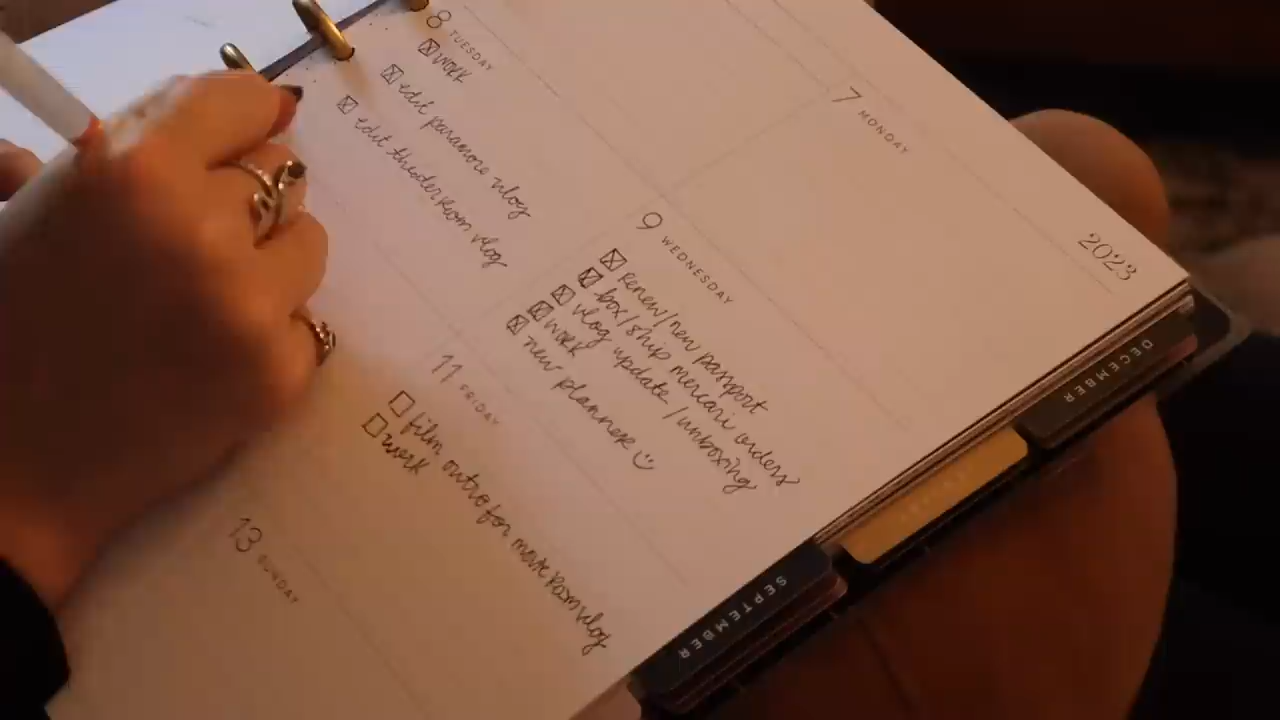 2023
7 MONDAY
8 TUESDAY
work
edit paramore vlog
edit theater room vlog
9 WEDNESDAY
renew/new passport
box/ship mercari orders
vlog update/unboxing
work
new planner
11 FRIDAY
film outro for movie room vlog
work
13 SUNDAY
SEPTEMBER
DECEMBER